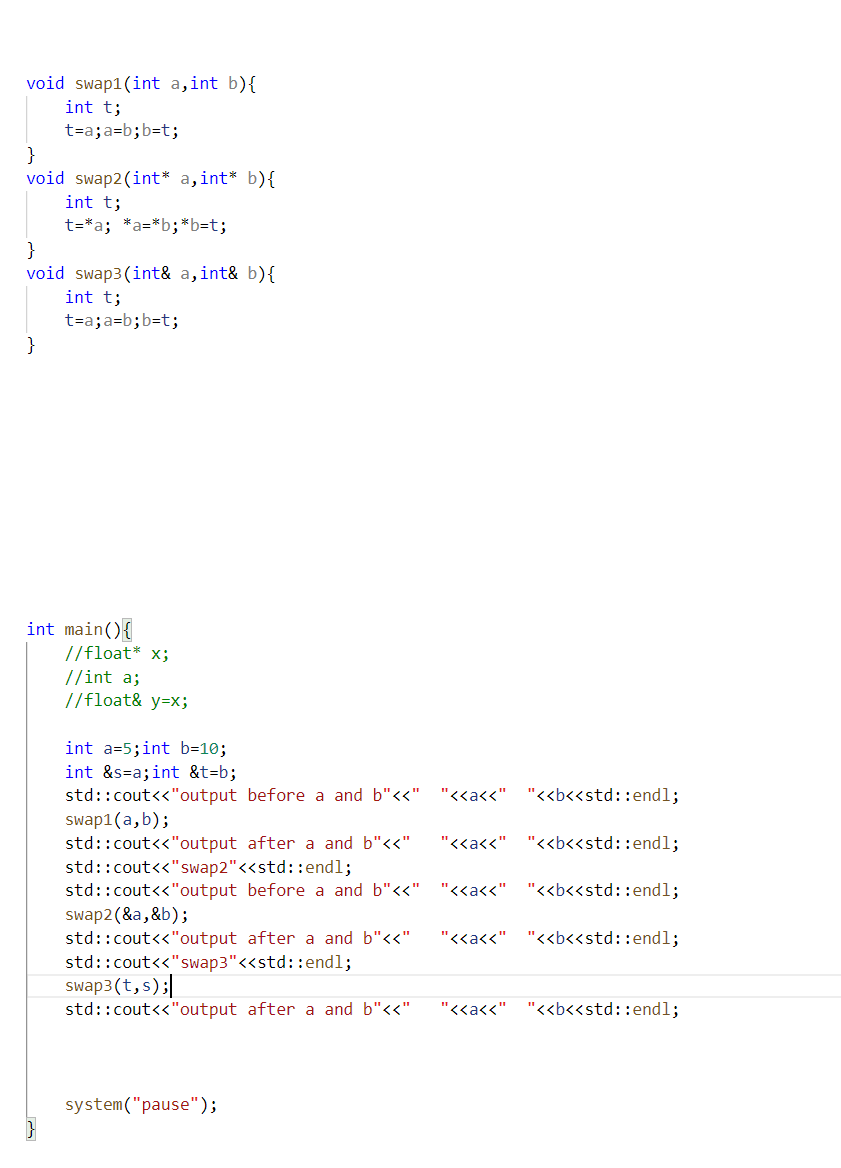 void swap1(int a,int b){
    int t;
    t=a;a=b;b=t;
}
void swap2(int* a,int* b){
    int t;
    t=*a; *a=*b;*b=t;
}
void swap3(int& a,int& b){
    int t;
    t=a;a=b;b=t;
}
int main(){
    //float* x;
    //int a;
    //float& y=x;
    int a=5;int b=10;
    int &s=a;int &t=b;
    std::cout<<"output before a and b"<<"  "<<a<<"  "<<b<<std::endl;
    swap1(a,b);
    std::cout<<"output after a and b"<<"   "<<a<<"  "<<b<<std::endl;
    std::cout<<"swap2"<<std::endl;
    std::cout<<"output before a and b"<<"  "<<a<<"  "<<b<<std::endl;
    swap2(&a,&b);
    std::cout<<"output after a and b"<<"   "<<a<<"  "<<b<<std::endl;
    std::cout<<"swap3"<<std::endl;
    swap3(t,s);
    std::cout<<"output after a and b"<<"   "<<a<<"  "<<b<<std::endl;
    system("pause");
}